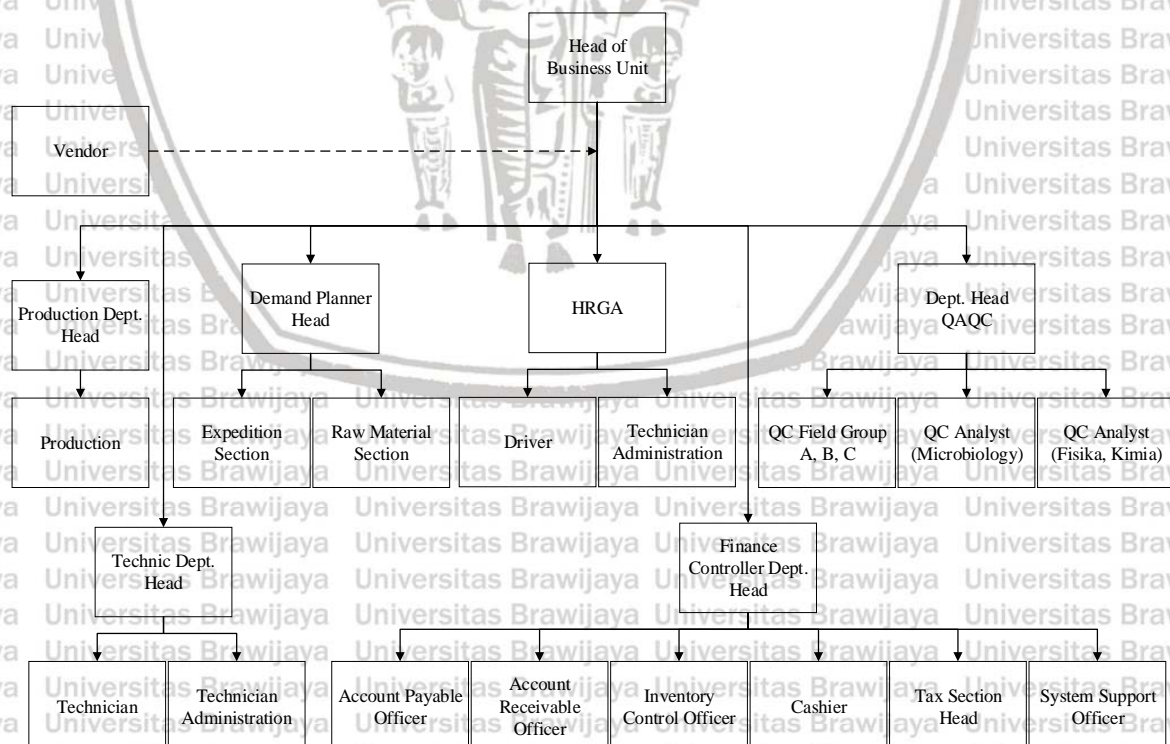 Head of
Business Unit
Vendor
Production Dept.
Head
Demand Planner
Head
HRGA
Dept. Head
QAQC
Production
Expedition
Section
Raw Material
Section
Driver
Technician
Administration
QC Field Group
A, B, C
QC Analyst
(Microbiology)
QC Analyst
(Fisika, Kimia)
Technic Dept.
Head
Finance
Controller Dept.
Head
Technician
Technician
Administration
Account Payable
Officer
Account
Receivable
Officer
Inventory
Control Officer
Cashier
Tax Section
Head
System Support
Officer
Universitas Brawijaya